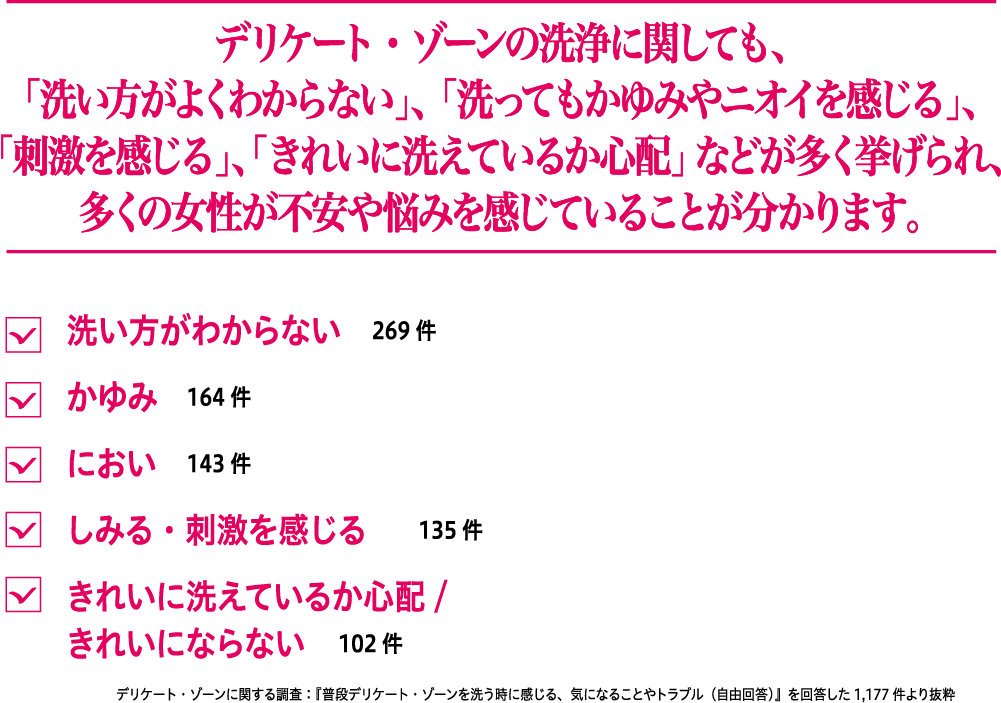 デリケート・ゾーンの洗浄に関しても、
「洗い方がよくわからない」、「洗ってもかゆみやニオイを感じる」、
「刺激を感じる」、「きれいに洗えているか心配」などが多く挙げられ、
多くの女性が不安や悩みを感じていることが分かります。
洗い方がわからない 269 件
かゆみ 164 件
におい 143 件
しみる・刺激を感じる 135 件
きれいに洗えているか心配 /
きれいにならない 102 件
デリケート・ゾーンに関する調査：『普段デリケート・ゾーンを洗う時に感じる、気になることやトラブル（自由回答）』を回答した 1,177 件より抜粋